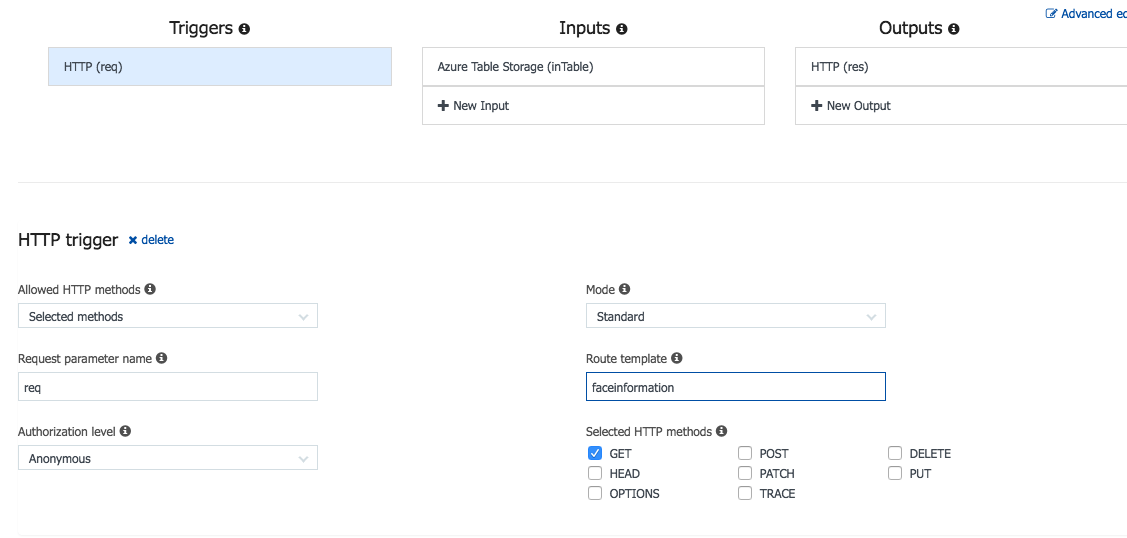 Advanced ed
Triggers
Inputs
Outputs
HTTP (req)
Azure Table Storage (inTable)
HTTP (res)
New Input
New Output
HTTP trigger delete
Allowed HTTP methods
Mode
Selected methods
Standard
Request parameter name
Route template
req
faceinformation
Authorization level
Selected HTTP methods
Anonymous
GET POST DELETE
HEAD PATCH PUT
OPTIONS TRACE